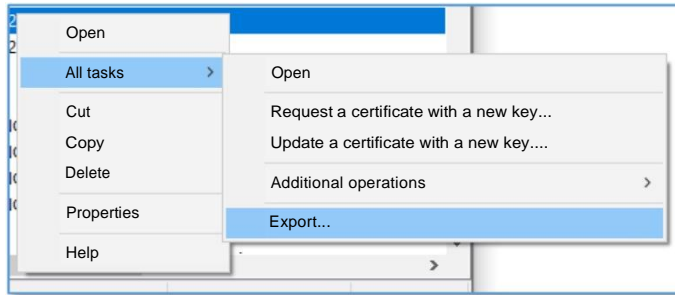 Open
All tasks
Cut
Copy
Delete
Properties
Help
Open
Request a certificate with a new key...
Update a certificate with a new key....
Additional operations
Export...